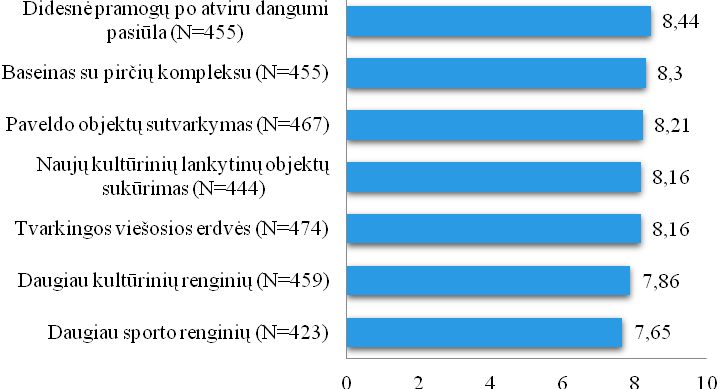 Didesnė pramogų po atviru dangumi
pasiūla (N=455)
8,44
Baseinas su pirčių kompleksu (N=455)
8,3
Paveldo objektų sutvarkymas (N=467)
8,21
Naujų kultūrinių lankytinų objektų
sukūrimas (N=444)
8,16
Tvarkingos viešosios erdvės (N=474)
8,16
Daugiau kultūrinių renginių (N=459)
7,86
Daugiau sporto renginių (N=423)
7,65
0 2 4 6 8 10